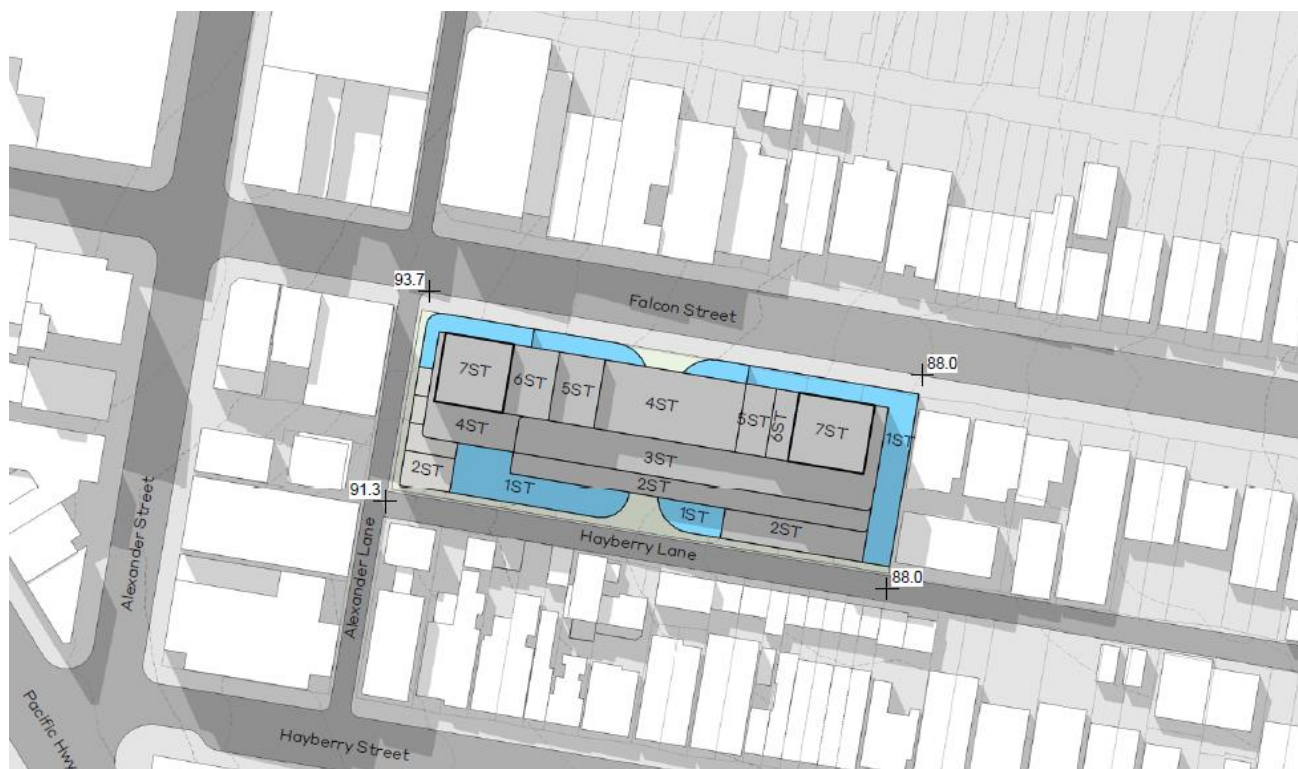 93.7
Falcon Street
88.0
7ST
6ST
5ST
4ST
5ST
6ST
7ST
1ST
4ST
3ST
2ST
2ST
1ST
1ST
2ST
91.3
Hayberry Lane
88.0
Alexander Street
Alexander Lane
Pacific Hwy
Hayberry Street